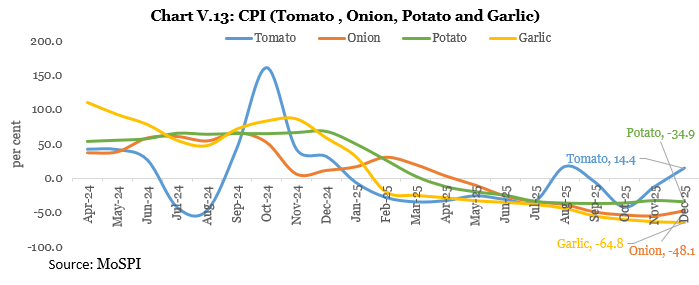 Chart V.13: CPI (Tomato , Onion, Potato and Garlic)
Tomato Onion Potato Garlic
200.0
150.0
100.0
50.0
0.0
-50.0
-100.0
per cent
Apr-24
May-24
Jun-24
Jul-24
Aug-24
Sep-24
Oct-24
Nov-24
Dec-24
Jan-25
Feb-25
Mar-25
Apr-25
May-25
Jun-25
Jul-25
Aug-25
Sep-25
Oct-25
Nov-25
Dec-25
Potato, -34.9
Tomato, 14.4
Garlic, -64.8
Onion, -48.1
Source: MoSPI